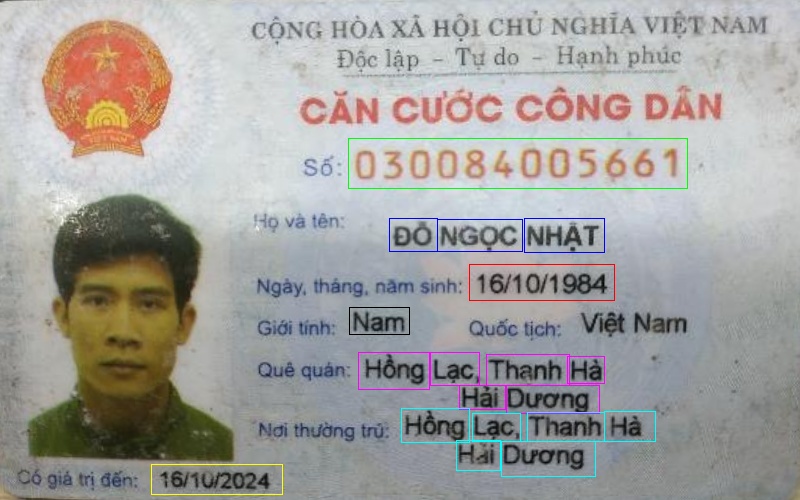 CỘNG HÒA XÃ HỘI CHỦ NGHĨA VIỆT NAM
Độc lập - Tự do - Hạnh phúc
CĂN CƯỚC CÔNG DÂN
Số: 030084005661
Họ và tên:
ĐỖ NGỌC NHẬT
Ngày, tháng, năm sinh: 16/10/1984
Giới tính: Nam Quốc tịch: Việt Nam
Quê quán: Hồng Lạc, Thanh Hà
Hải Dương
Nơi thường trú: Hồng Lạc, Thanh Hà
Hải Dương
Có giá trị đến: 16/10/2024